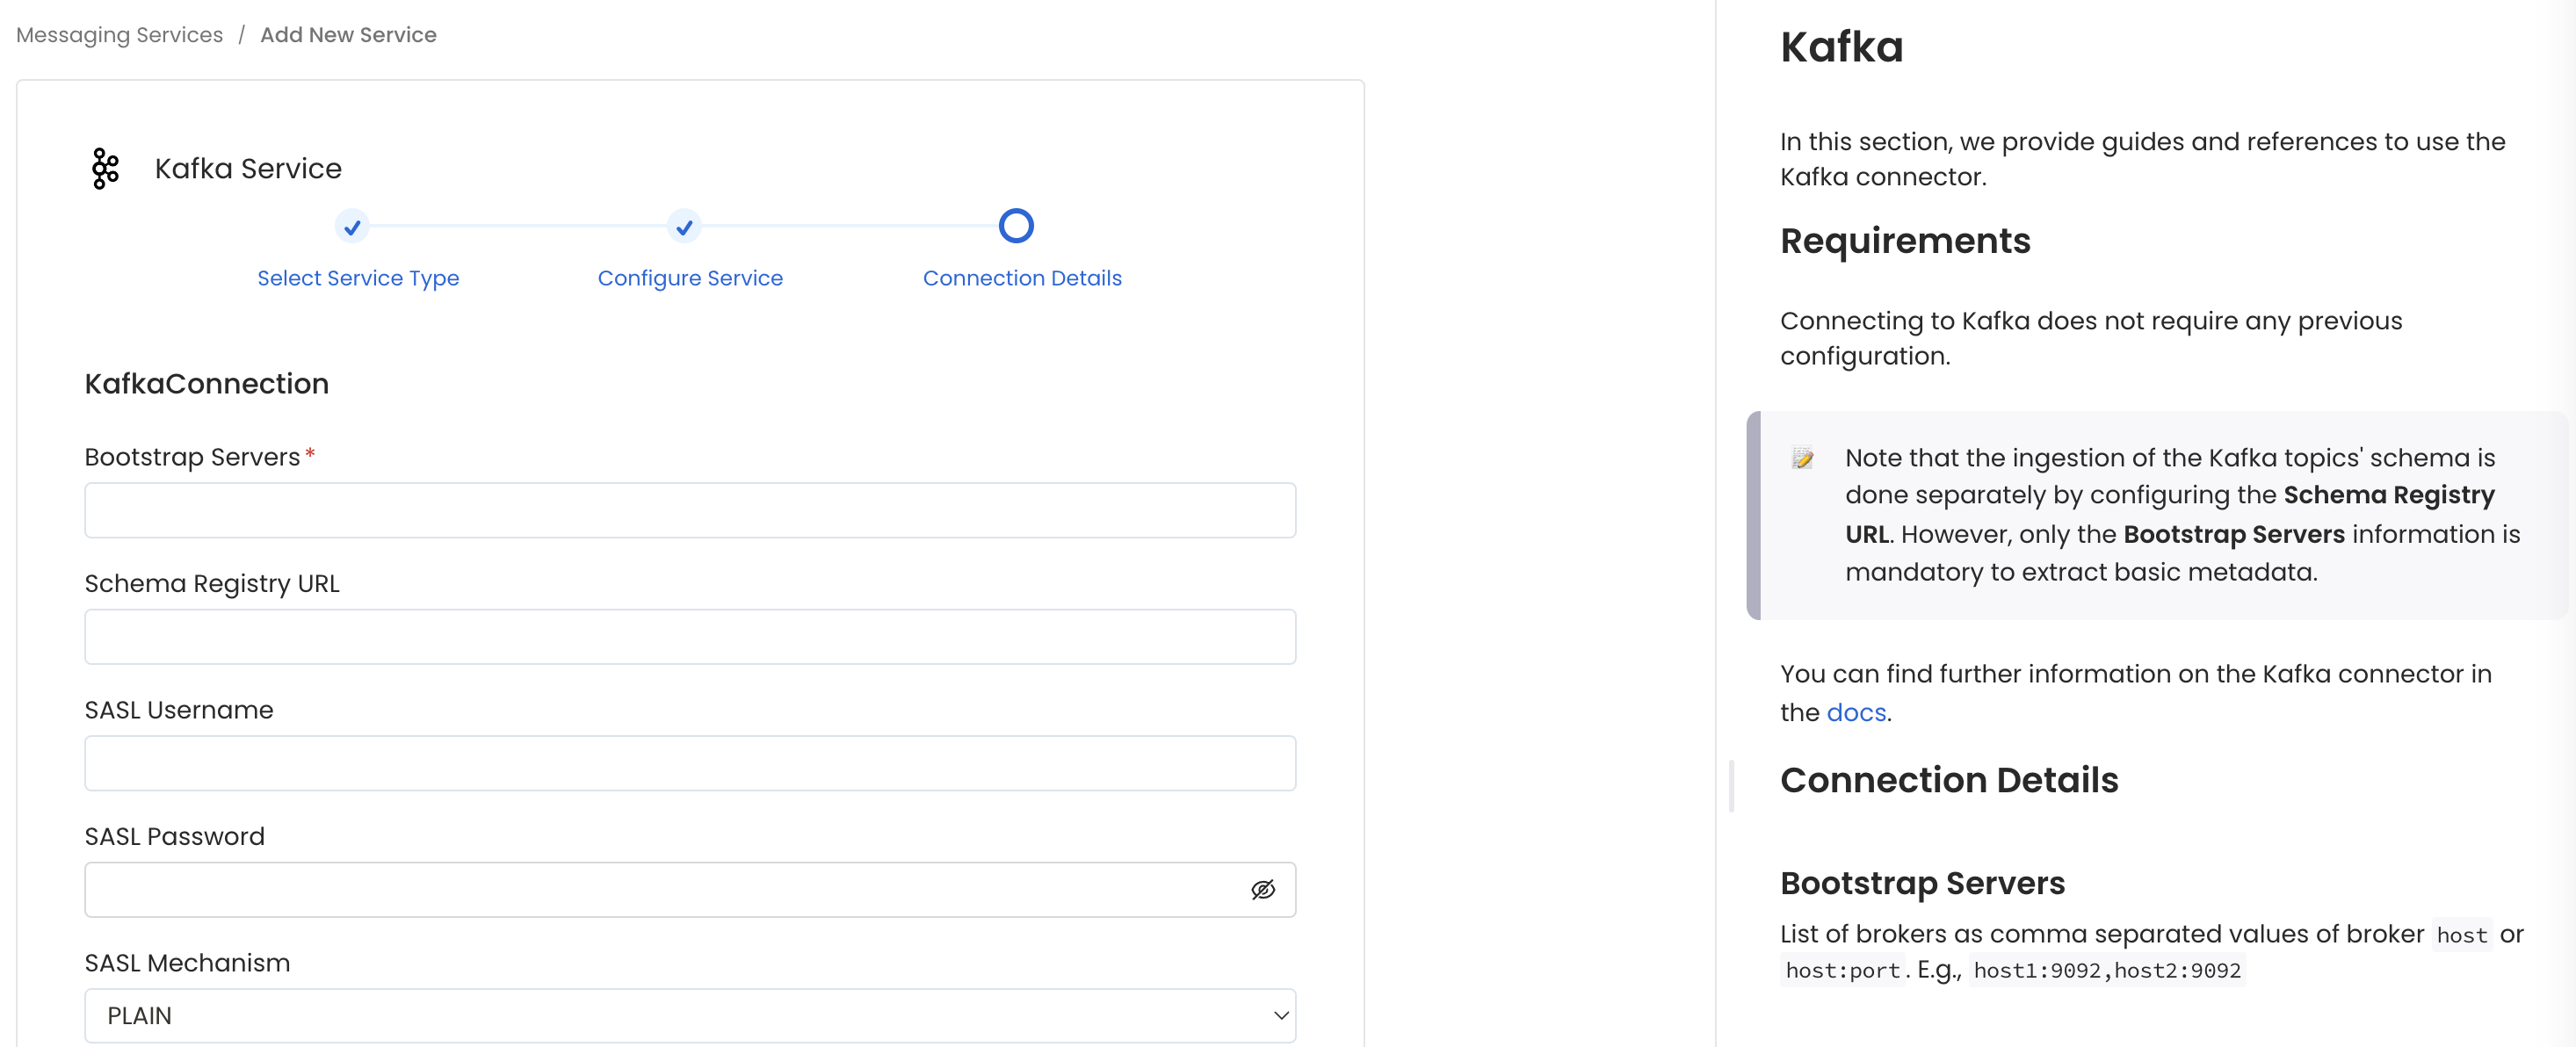 Messaging Services / Add New Service
Kafka Service
Select Service Type
Configure Service
Connection Details
KafkaConnection
Bootstrap Servers *
Schema Registry URL
SASL Username
SASL Password
SASL Mechanism
PLAIN
Kafka
In this section, we provide guides and references to use the
Kafka connector.
Requirements
Connecting to Kafka does not require any previous
configuration.
Note that the ingestion of the Kafka topics' schema is
done separately by configuring the Schema Registry
URL. However, only the Bootstrap Servers information is
mandatory to extract basic metadata.
You can find further information on the Kafka connector in
the docs.
Connection Details
Bootstrap Servers
List of brokers as comma separated values of broker host or
host:port. E.g., host1:9092,host2:9092